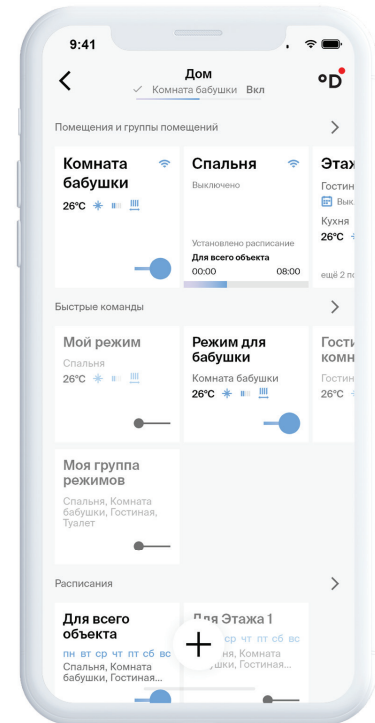 9:41
Дом
Комната бабушки Вкл
°D
Помещения и группы помещений
Комната
бабушки
26°C
Спальня
Выключено
Установлено расписание
Для всего объекта
00:00 08:00
Этаж
Гостин
Вык
Кухня
26°C
ещё 2 по
Быстрые команды
Мой режим
Спальня
26°C
Режим для
бабушки
Комната бабушки
26°C
Гости
комн
Гостин
26°C
Моя группа
режимов
Спальня, Комната
бабушки, Гостиная,
Туалет
Расписания
Для всего
объекта
пн вт ср чт пт сб вс
Спальня, Комната
бабушки, Гостиная...
Для Этажа 1
ср чт пт сб вс
Комната
Гостиная...